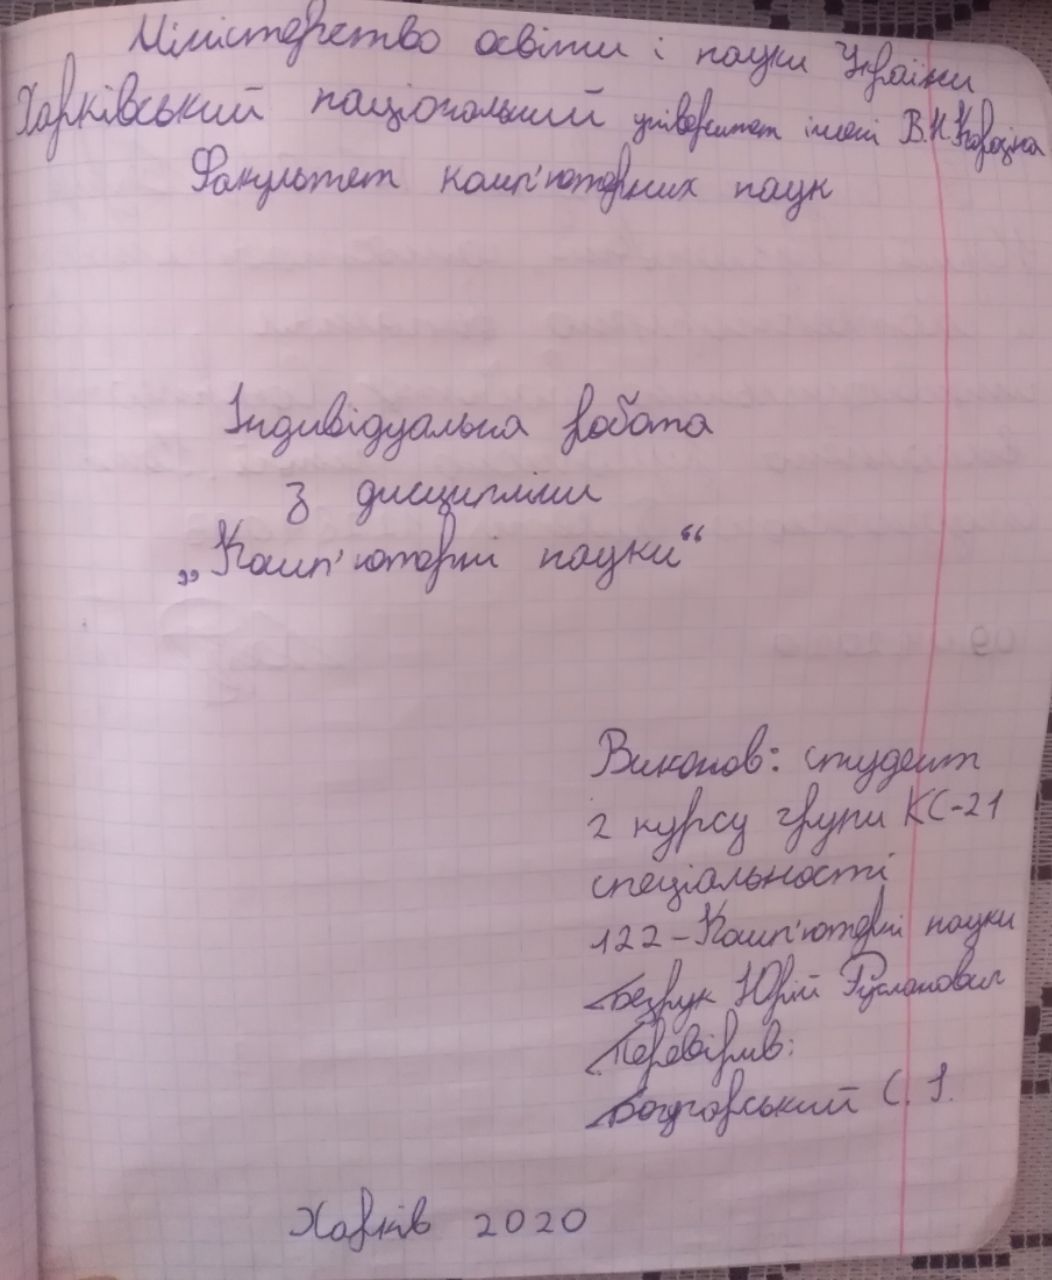 Міністерство освіти і науки України
Харківський національний університет імені В.Н.Каразіна
Факультет комп'ютерних наук
Індивідуальна робота
з дисципліни
„Комп'ютерні науки“
Виконав: студент
2 курсу групи КС-21
спеціальності
122-Комп'ютерні науки
Безрук Юрій Русланович
Перевірив:
С. І.
Харків 2020